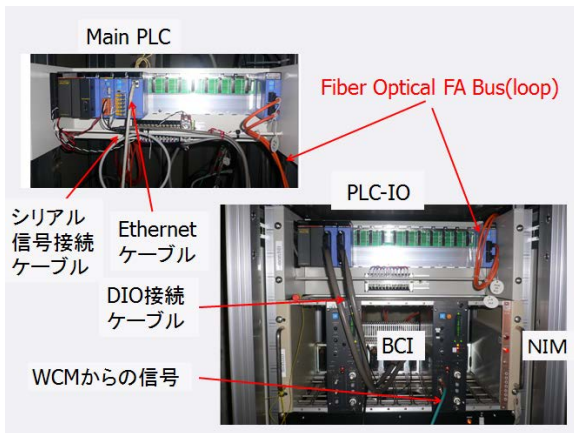 Main PLC
Fiber Optical FA Bus(loop)
PLC-IO
シリアル
信号接続
ケーブル
Ethernet
ケーブル
DIO接続
ケーブル
BCI
NIM
WCMからの信号